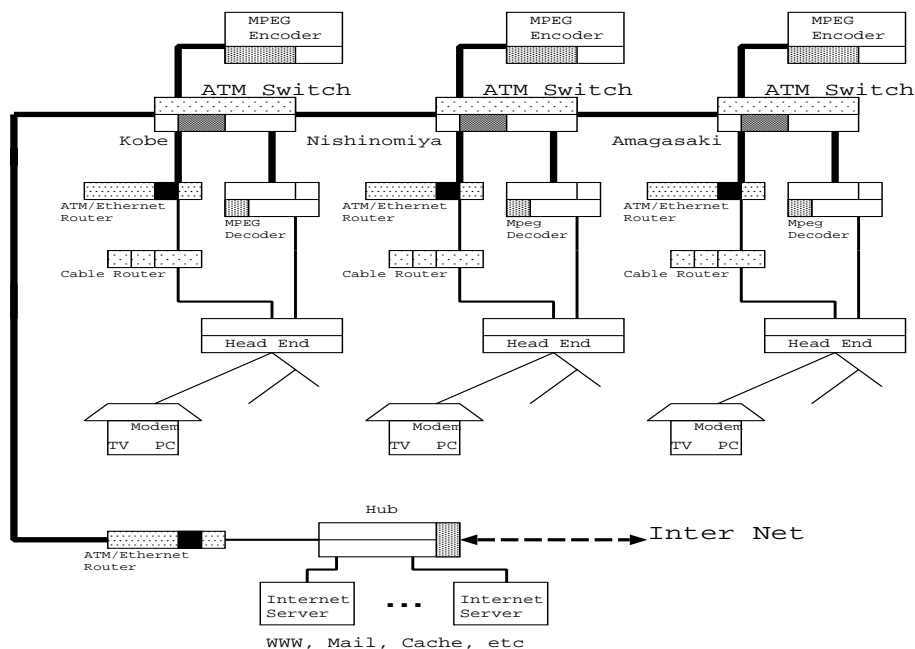 MPEG
Encoder
MPEG
Encoder
MPEG
Encoder
ATM Switch
ATM Switch
ATM Switch
Kobe
Nishinomiya
Amagasaki
ATM/Ethernet
Router
MPEG
Decoder
ATM/Ethernet
Router
Mpeg
Decoder
ATM/Ethernet
Router
Mpeg
Decoder
Cable Router
Cable Router
Cable Router
Head End
Head End
Head End
Modem
TV PC
Modem
TV PC
Modem
TV PC
Hub
Inter Net
ATM/Ethernet
Router
Internet
Server
...
Internet
Server
WWW, Mail, Cache, etc